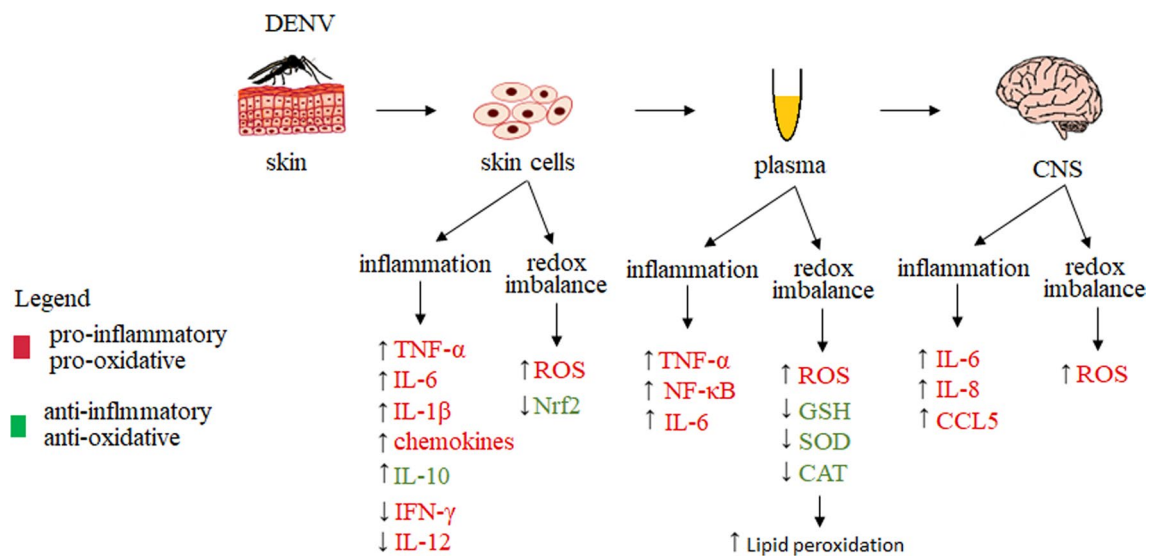 DENV
skin
skin cells
plasma
CNS
inflammation
redox
imbalance
inflammation
redox
imbalance
inflammation
redox
imbalance
↑ TNF-α
↑ IL-6
↑ IL-1β
↑ chemokines
↑ IL-10
↓ IFN-γ
↓ IL-12
↑ ROS
↓ Nrf2
↑ TNF-α
↑ NF-κB
↑ IL-6
↑ ROS
↓ GSH
↓ SOD
↓ CAT
↑ Lipid peroxidation
↑ IL-6
↑ IL-8
↑ CCL5
↑ ROS
Legend
pro-inflammatory
pro-oxidative
anti-inflmmatory
anti-oxidative